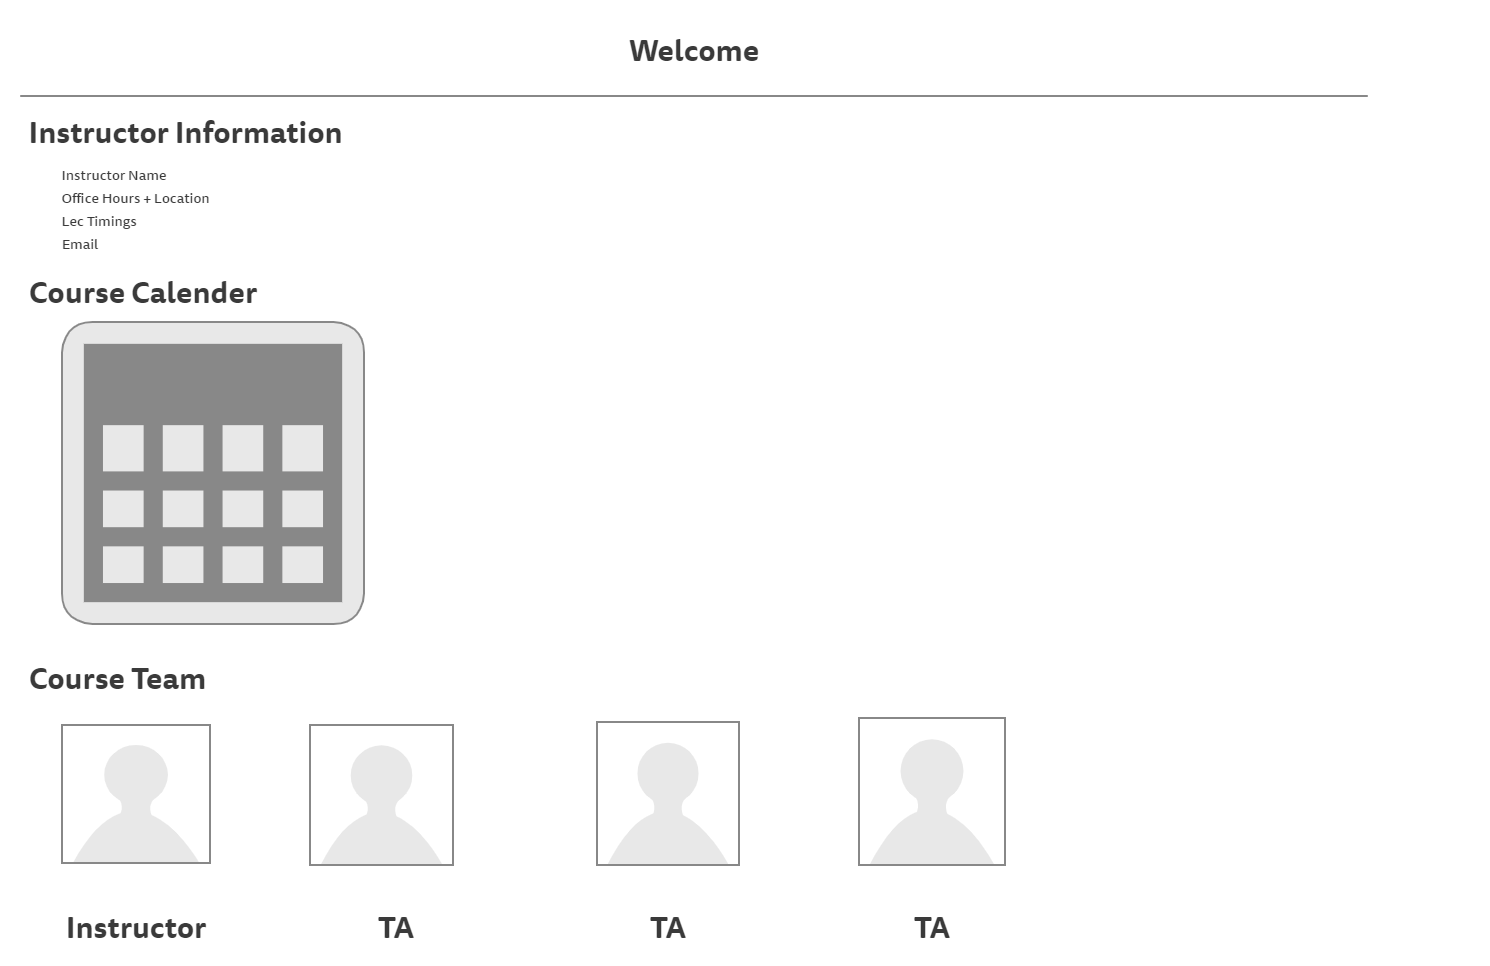 Welcome
Instructor Information
Instructor Name
Office Hours + Location
Lec Timings
Email
Course Calender
Course Team
Instructor
TA
TA
TA